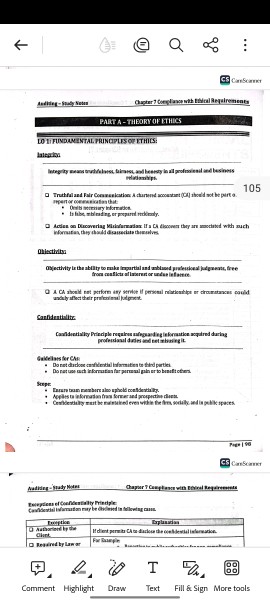 CS CamScanner
Auditing – Study Notes Chapter 7 Compliance with Ethical Requirements
PART A – THEORY OF ETHICS
LO 1: FUNDAMENTAL PRINCIPLES OF ETHICS:
Integrity:
Integrity means truthfulness, fairness, and honesty in all professional and business
relationships.
105
Truthful and Fair Communication: A chartered accountant (CA) should not be part o
report or communication that:
• Omits necessary information.
• Is false, misleading, or prepared recklessly.
Action on Discovering Misinformation: If a CA discovers they are associated with such
information, they should disassociate themselves.
Objectivity:
Objectivity is the ability to make impartial and unbiased professional judgments, free
from conflicts of interest or undue influence.
A CA should not perform any service if personal relationships or circumstances could
unduly affect their professional judgment.
Confidentiality:
Confidentiality Principle requires safeguarding information acquired during
professional duties and not misusing it.
Guidelines for CAs:
• Do not disclose confidential information to third parties.
• Do not use such information for personal gain or to benefit others.
Scope:
• Ensure team members also uphold confidentiality.
• Applies to information from former and prospective clients.
• Confidentiality must be maintained even within the firm, socially, and in public spaces.
Page | 98
CS CamScanner
Auditing – Study Notes Chapter 7 Compliance with Ethical Requirements
Exceptions of Confidentiality Principle:
Confidential information may be disclosed in following cases.
Exception Explanation
Authorized by the
Client.
If client permits CA to disclose the confidential information.
Required by Law or
For Example:
Comment Highlight Draw Text Fill & Sign More tools